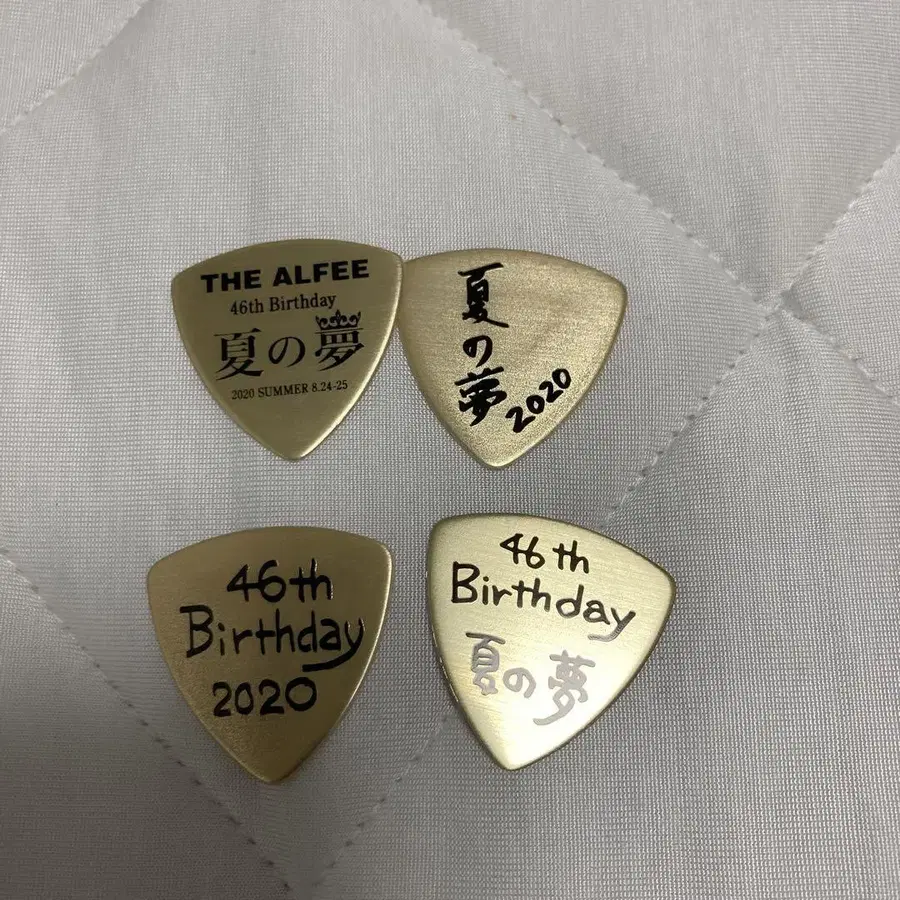 THE ALFEE
46th Birthday
夏の夢
2020 SUMMER 8.24-25
夏の夢
2020
46th
Birthday
2020
46th
Birthday
夏の夢